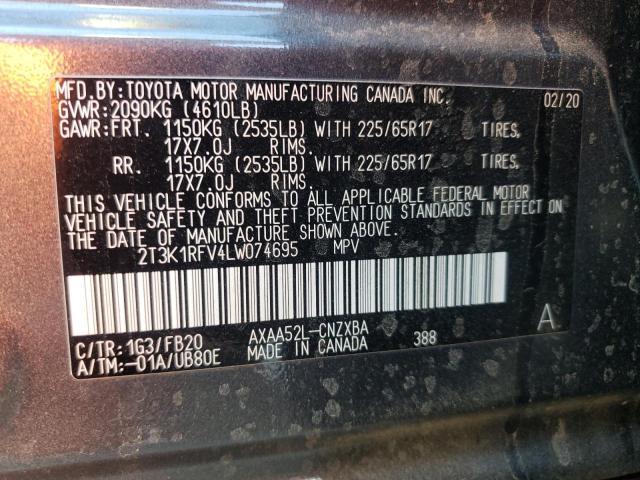 MFD.BY:TOYOTA MOTOR MANUFACTURING CANADA INC. 02/20
GVWR:2090KG (4610LB)
GAWR:FRT. 1150KG (2535LB) WITH 225/65R17 TIRES,
17X7.0J RIMS.
RR. 1150KG (2535LB) WITH 225/65R17 TIRES,
17X7.0J RIMS.
THIS VEHICLE CONFORMS TO ALL APPLICABLE FEDERAL MOTOR
VEHICLE SAFETY AND THEFT PREVENTION STANDARDS IN EFFECT ON
THE DATE OF MANUFACTURE SHOWN ABOVE.
2T3K1RFV4LW074695 MPV
C/TR:1G3/FB20 AXAA52L-CNZXBA A
A/TM:-01A/UB80E MADE IN CANADA 388